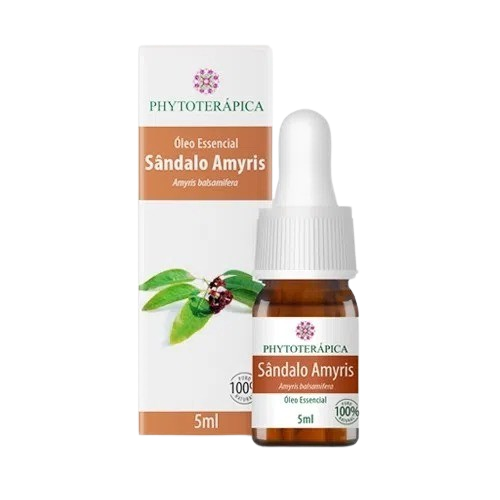 PHYTOTERÁPICA
Óleo Essencial
Sândalo Amyris
Amyris balsamifera
100%
5ml
PHYTOTERÁPICA
Sândalo Amyris
Amyris balsamifera
Óleo Essencial
5ml
100%